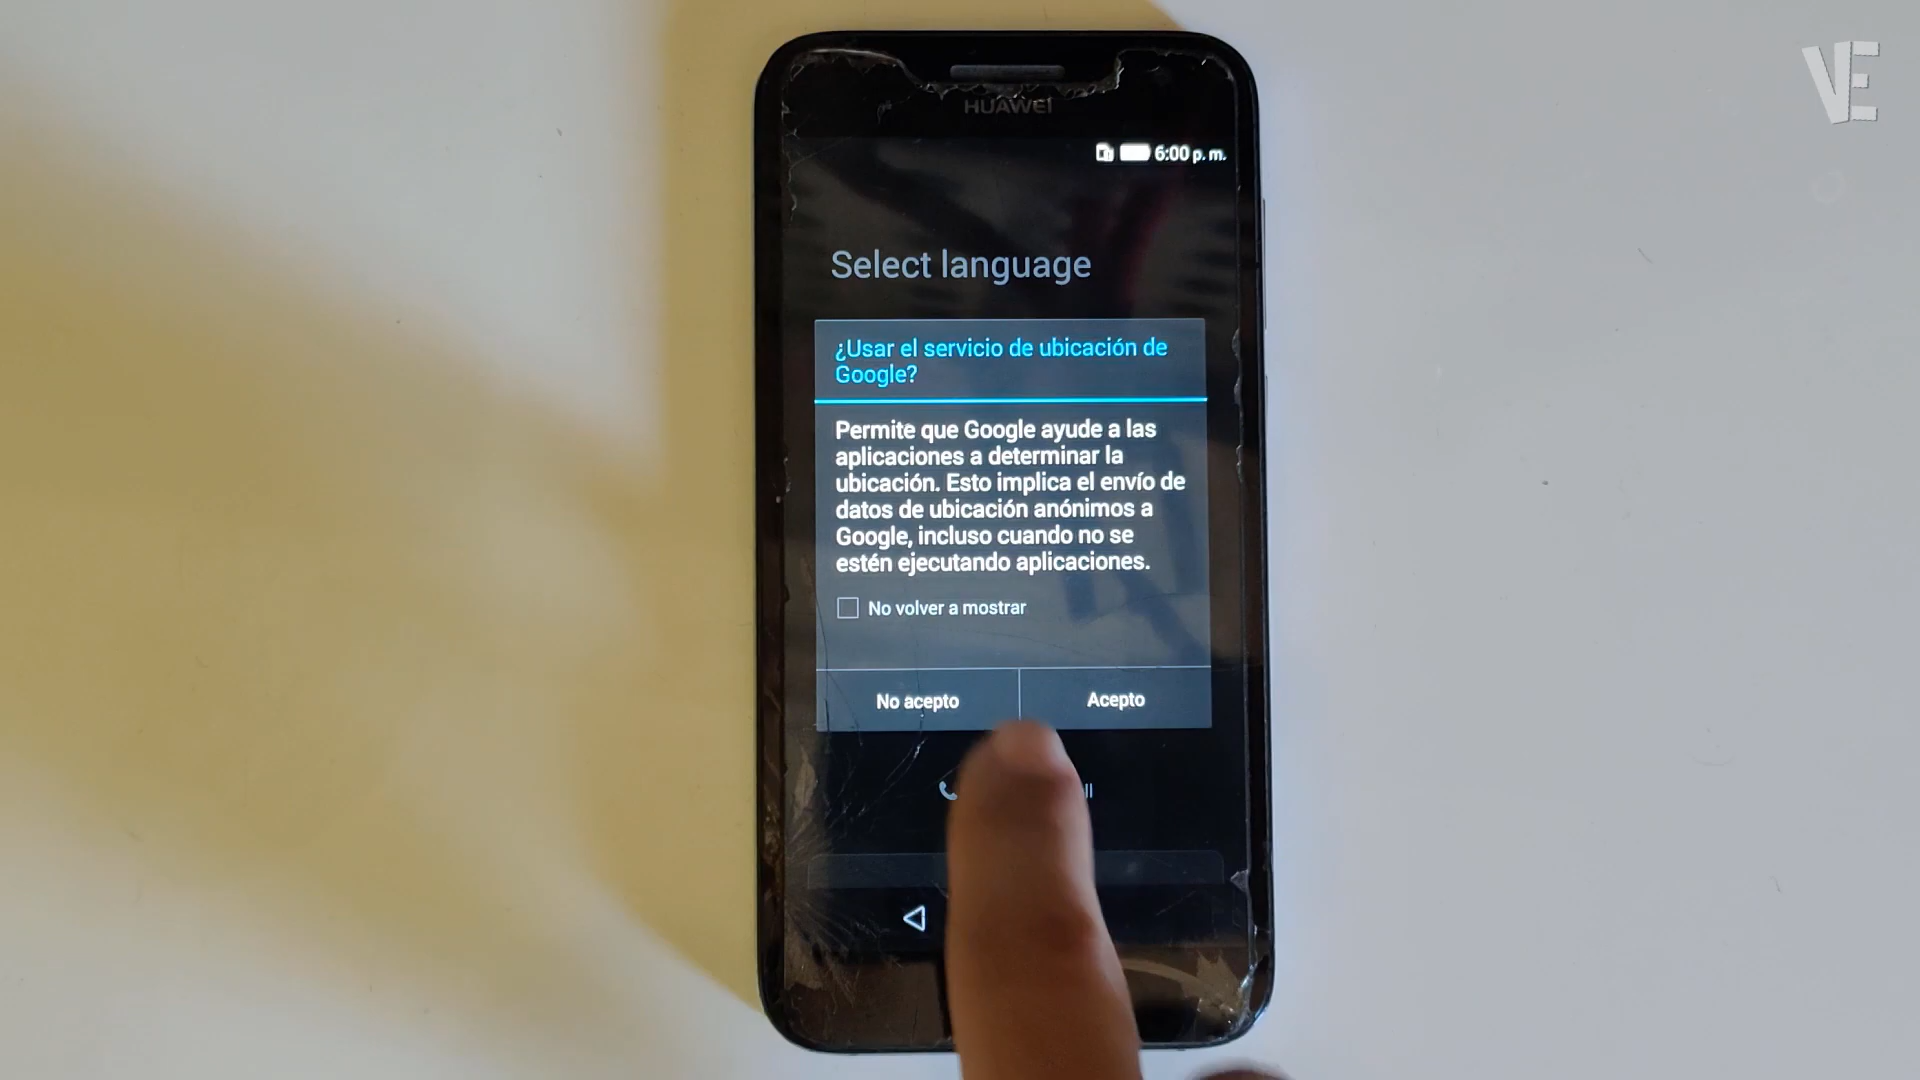 VE
HUAWEI
6:00 p. m.
Select language
¿Usar el servicio de ubicación de
Google?
Permite que Google ayude a las
aplicaciones a determinar la
ubicación. Esto implica el envío de
datos de ubicación anónimos a
Google, incluso cuando no se
estén ejecutando aplicaciones.
No volver a mostrar
No acepto
Acepto